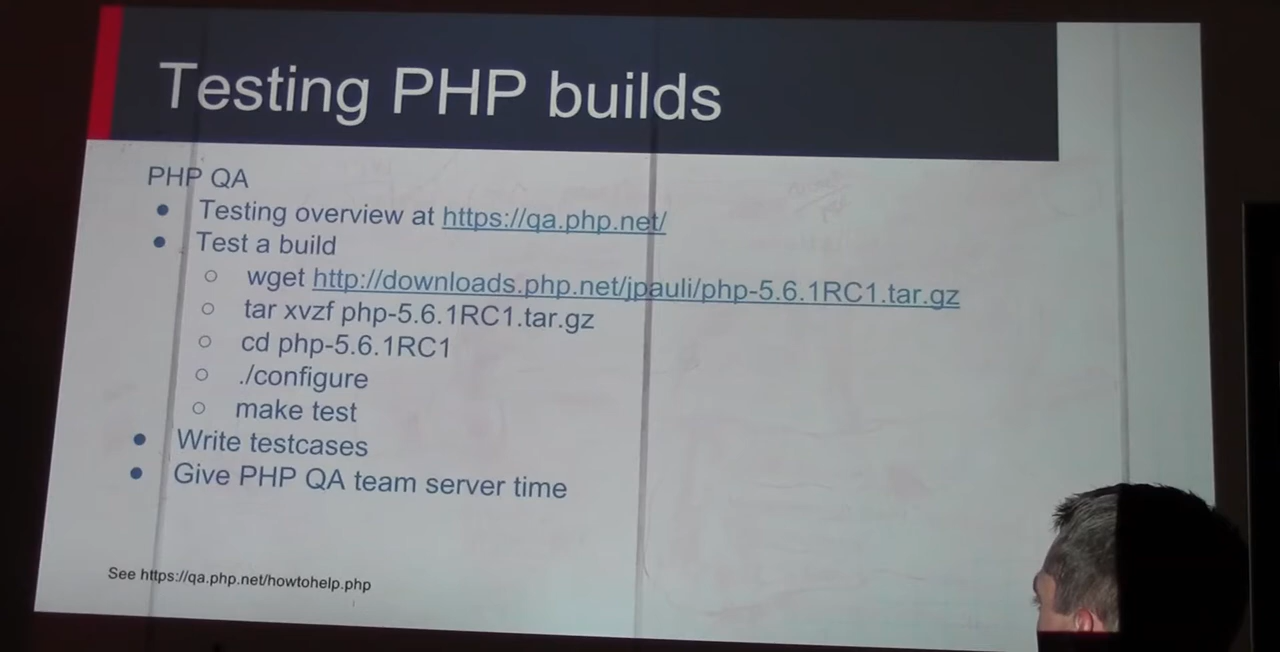 Testing PHP builds
PHP QA
● Testing overview at https://qa.php.net/
● Test a build
○ wget http://downloads.php.net/jpauli/php-5.6.1RC1.tar.gz
○ tar xvzf php-5.6.1RC1.tar.gz
○ cd php-5.6.1RC1
○ ./configure
○ make test
● Write testcases
● Give PHP QA team server time
See https://qa.php.net/howtohelp.php